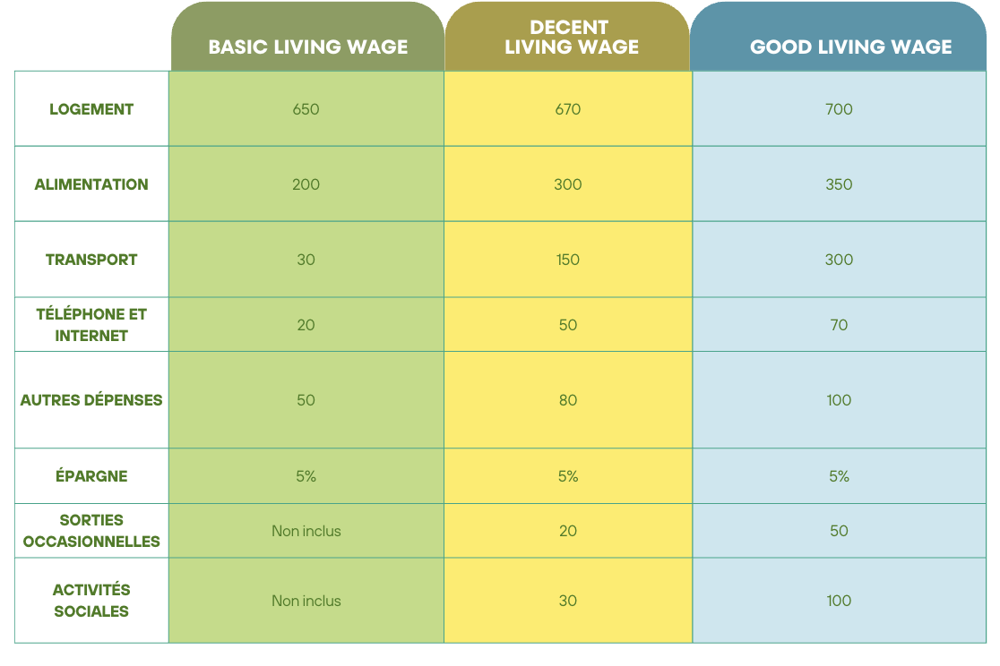 BASIC LIVING WAGE
DECENT
LIVING WAGE
GOOD LIVING WAGE
LOGEMENT 650 670 700
ALIMENTATION 200 300 350
TRANSPORT 30 150 300
TÉLÉPHONE ET
INTERNET 20 50 70
AUTRES DÉPENSES 50 80 100
ÉPARGNE 5% 5% 5%
SORTIES
OCCASIONNELLES Non inclus 20 50
ACTIVITÉS
SOCIALES Non inclus 30 100